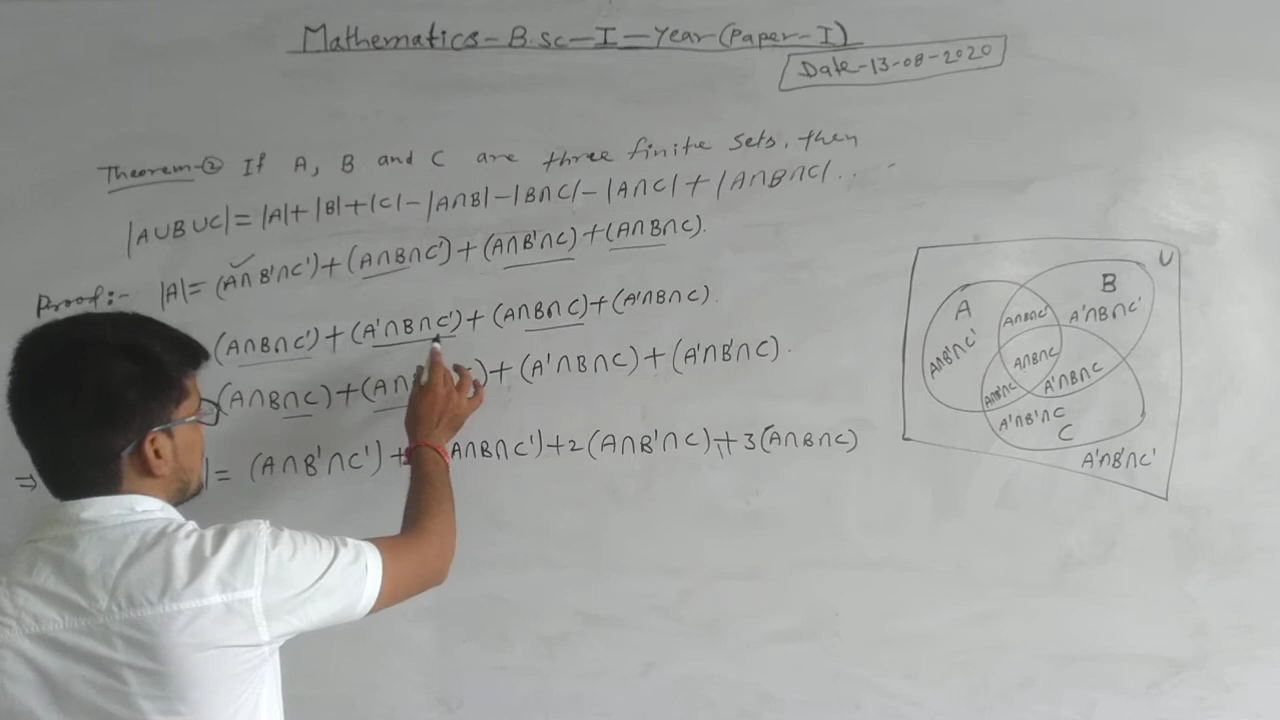 Mathematics-B.Sc-I-Year(Paper-I)
Date-13-08-2020
Theorem-② If A, B and C are three finite sets, then
|A∪B∪C| = |A|+|B|+|C|-|A∩B|-|B∩C|-|A∩C|+|A∩B∩C|...
Proof:- |A|= (A∩B'∩C')+(A∩B∩C')+(A∩B'∩C)+(A∩B∩C).
(A∩B∩C')+(A'∩B∩C')+(A∩B∩C)+(A'∩B∩C).
(A∩B∩C)+(A∩ +(A'∩B∩C)+(A'∩B'∩C).
⇒ |= (A∩B'∩C')+ A∩B∩C')+2(A∩B'∩C)+3(A∩B∩C)
U
A
B
A∩B'∩C'
A∩B∩C'
A'∩B∩C'
A∩B∩C
A∩B'∩C
A'∩B∩C
A'∩B'∩C
C
A'∩B'∩C'